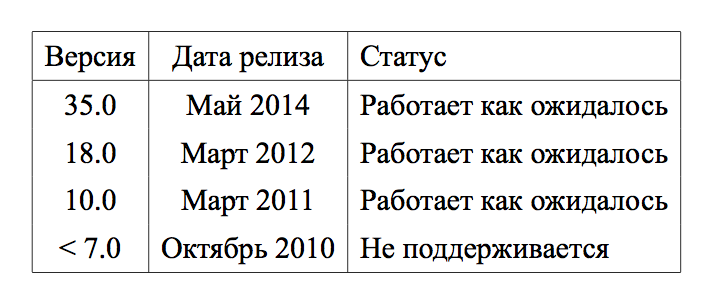 Версия Дата релиза Статус
35.0 Май 2014 Работает как ожидалось
18.0 Март 2012 Работает как ожидалось
10.0 Март 2011 Работает как ожидалось
< 7.0 Октябрь 2010 Не поддерживается